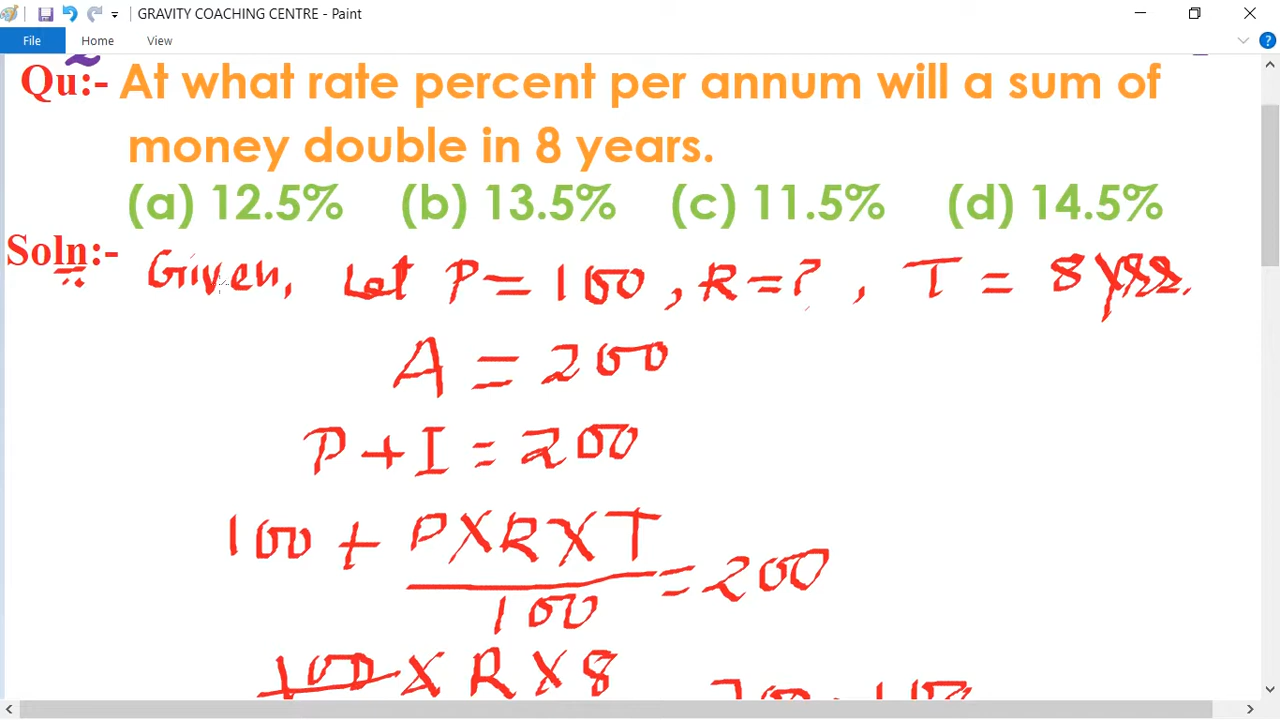 GRAVITY COACHING CENTRE - Paint
File Home View
Qu:- At what rate percent per annum will a sum of
money double in 8 years.
(a) 12.5% (b) 13.5% (c) 11.5% (d) 14.5%
Soln:- Given, Let P = 100, R = ?, T = 8 yrs.
A = 200
P + I = 200
100 + P X R X T / 100 = 200
100 X R X 8